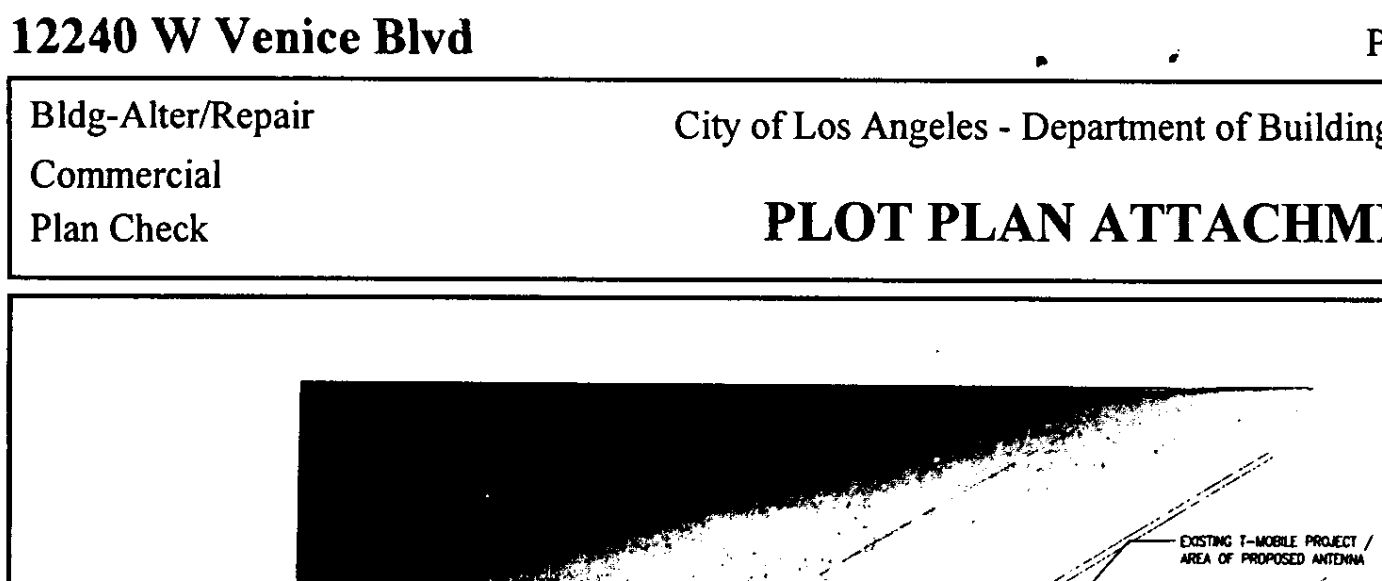 12240 W Venice Blvd
P
Bldg-Alter/Repair
City of Los Angeles - Department of Building
Commercial
PLOT PLAN ATTACHM
Plan Check
EXISTING T-MOBILE PROJECT /
AREA OF PROPOSED ANTENNA